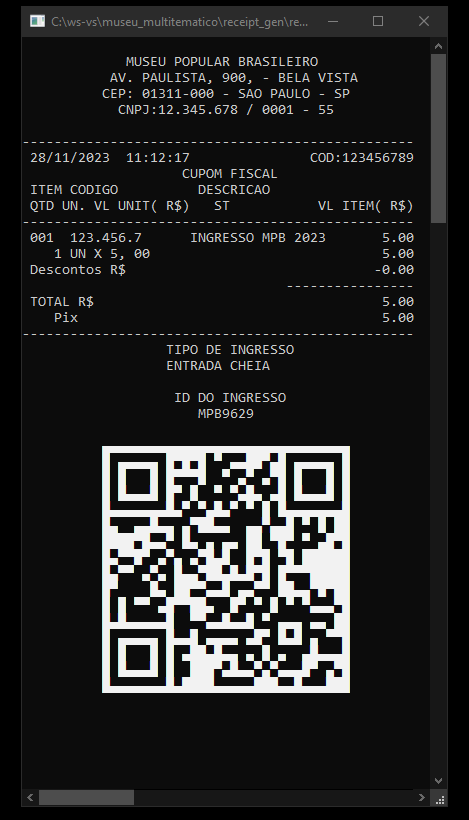 C:\ws-vs\museu_multitematico\receipt_gen\re...
MUSEU POPULAR BRASILEIRO
AV. PAULISTA, 900, - BELA VISTA
CEP: 01311-000 - SAO PAULO - SP
CNPJ:12.345.678 / 0001 - 55
-------------------------------------------------
28/11/2023  11:12:17               COD:123456789
CUPOM FISCAL
ITEM CODIGO          DESCRICAO
QTD UN. VL UNIT( R$)   ST           VL ITEM( R$)
-------------------------------------------------
001  123.456.7      INGRESSO MPB 2023       5.00
1 UN X 5, 00                             5.00
Descontos R$                               -0.00
----------------
TOTAL R$                                    5.00
Pix                                      5.00
-------------------------------------------------
TIPO DE INGRESSO
ENTRADA CHEIA
ID DO INGRESSO
MPB9629